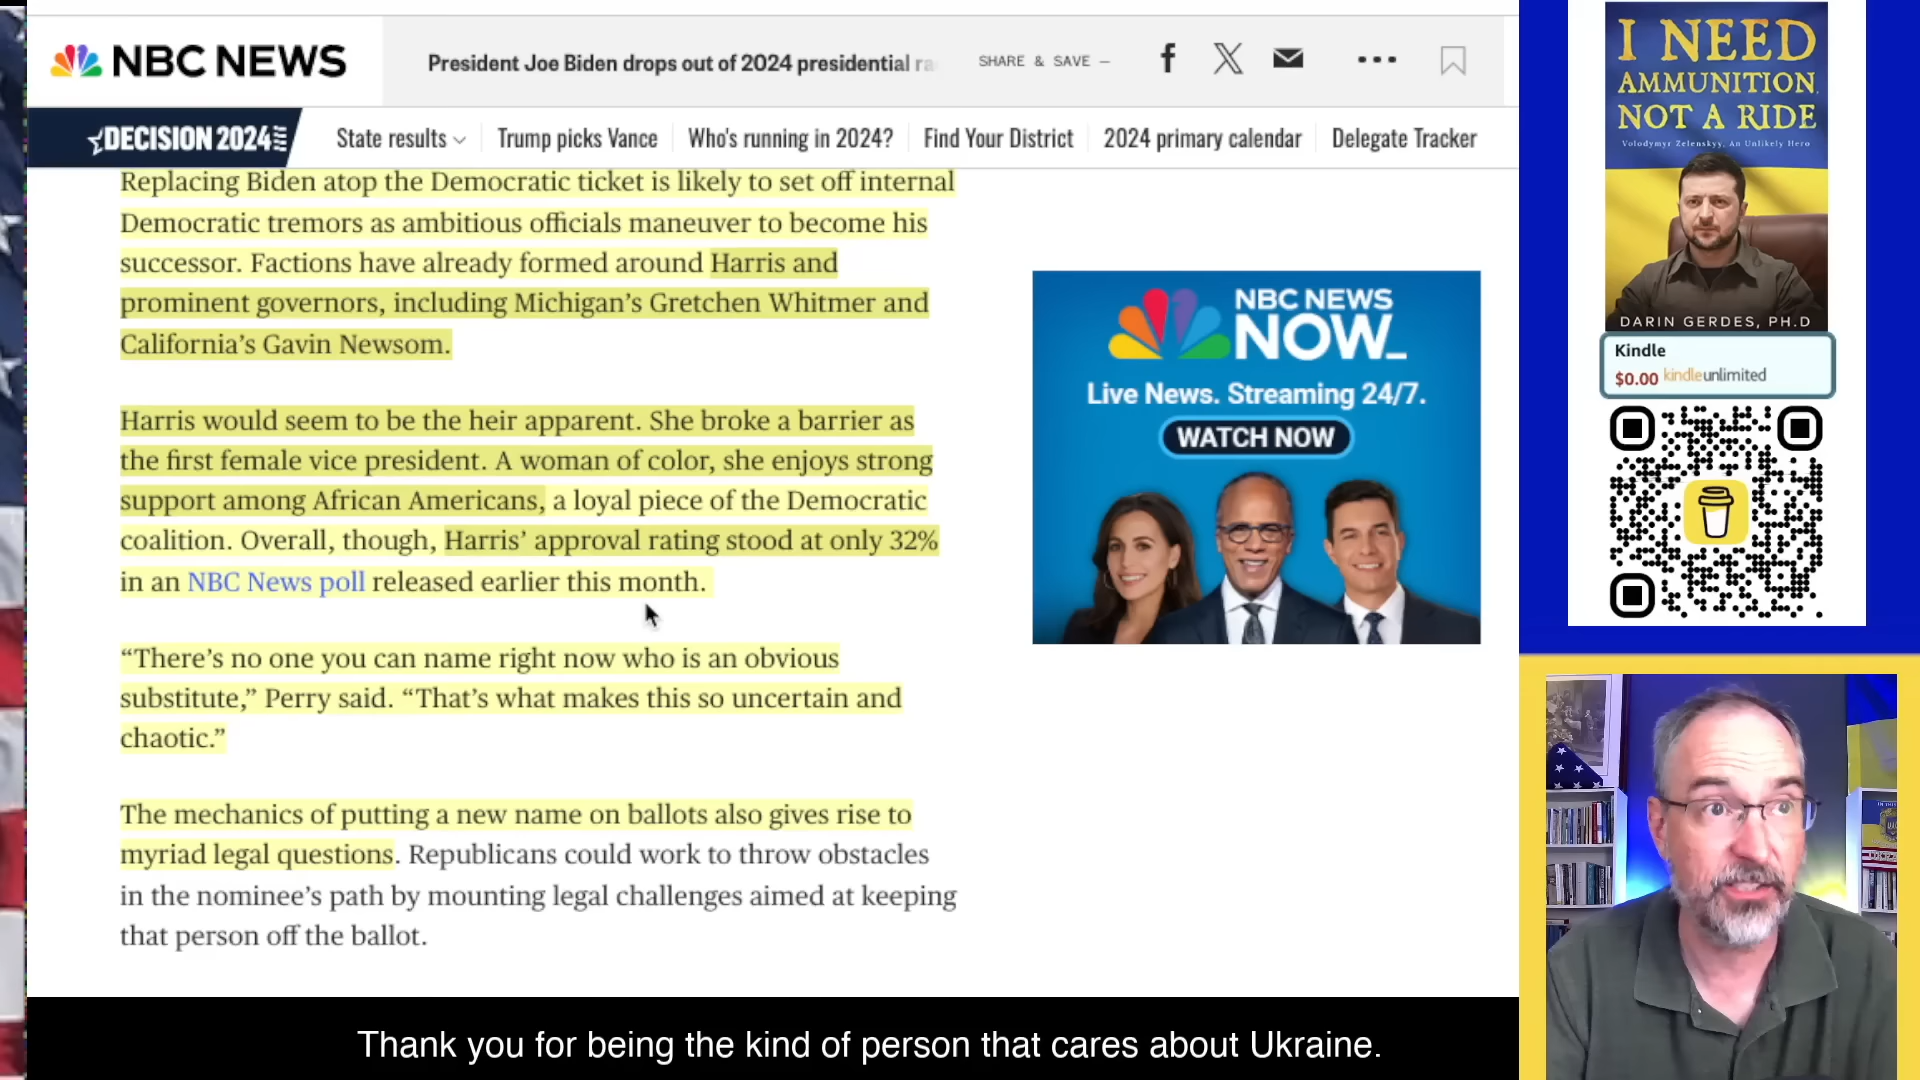 NBC NEWS
President Joe Biden drops out of 2024 presidential ra
SHARE & SAVE —
DECISION 2024
State results
Trump picks Vance
Who's running in 2024?
Find Your District
2024 primary calendar
Delegate Tracker
Replacing Biden atop the Democratic ticket is likely to set off internal
Democratic tremors as ambitious officials maneuver to become his
successor. Factions have already formed around Harris and
prominent governors, including Michigan’s Gretchen Whitmer and
California’s Gavin Newsom.
Harris would seem to be the heir apparent. She broke a barrier as
the first female vice president. A woman of color, she enjoys strong
support among African Americans, a loyal piece of the Democratic
coalition. Overall, though, Harris’ approval rating stood at only 32%
in an NBC News poll released earlier this month.
“There’s no one you can name right now who is an obvious
substitute,” Perry said. “That’s what makes this so uncertain and
chaotic.”
The mechanics of putting a new name on ballots also gives rise to
myriad legal questions. Republicans could work to throw obstacles
in the nominee’s path by mounting legal challenges aimed at keeping
that person off the ballot.
NBC NEWS
NOW_
Live News. Streaming 24/7.
WATCH NOW
I NEED
AMMUNITION,
NOT A RIDE
Volodymyr Zelenskyy, An Unlikely Hero
DARIN GERDES, PH.D
Kindle
$0.00 kindleunlimited
Thank you for being the kind of person that cares about Ukraine.